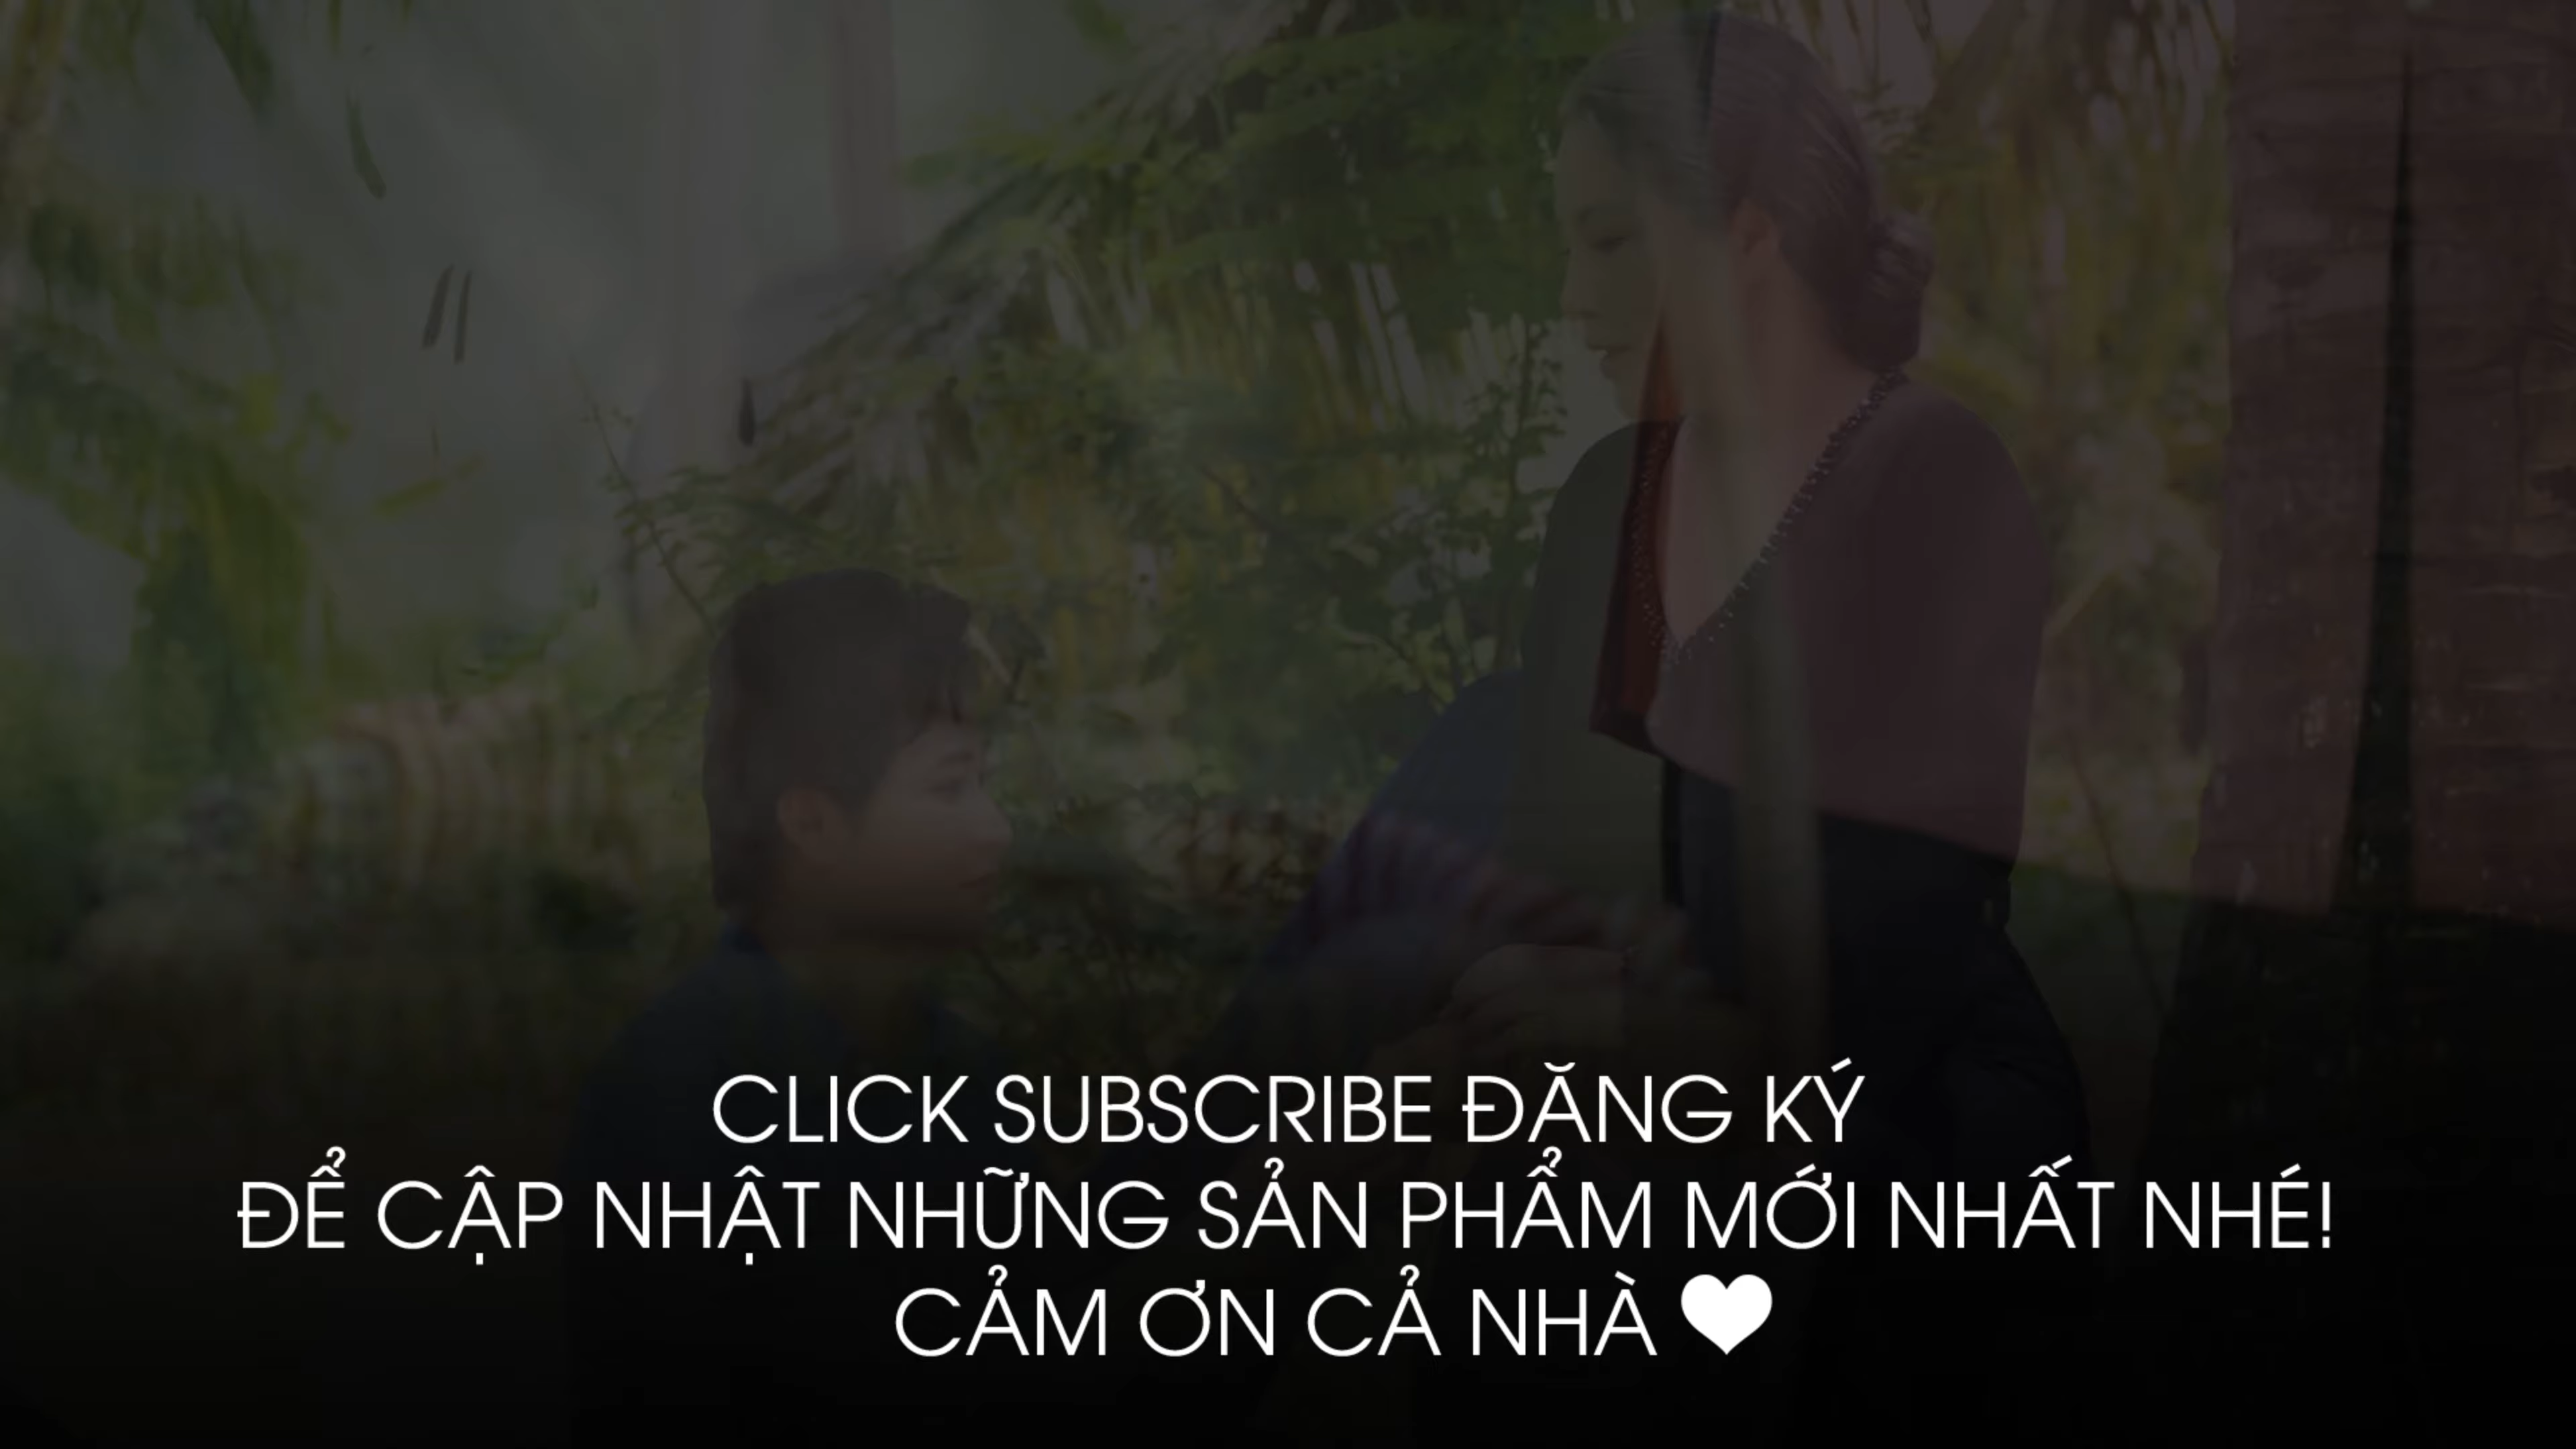 CLICK SUBSCRIBE ĐĂNG KÝ
ĐỂ CẬP NHẬT NHỮNG SẢN PHẨM MỚI NHẤT NHÉ!
CẢM ƠN CẢ NHÀ ♥